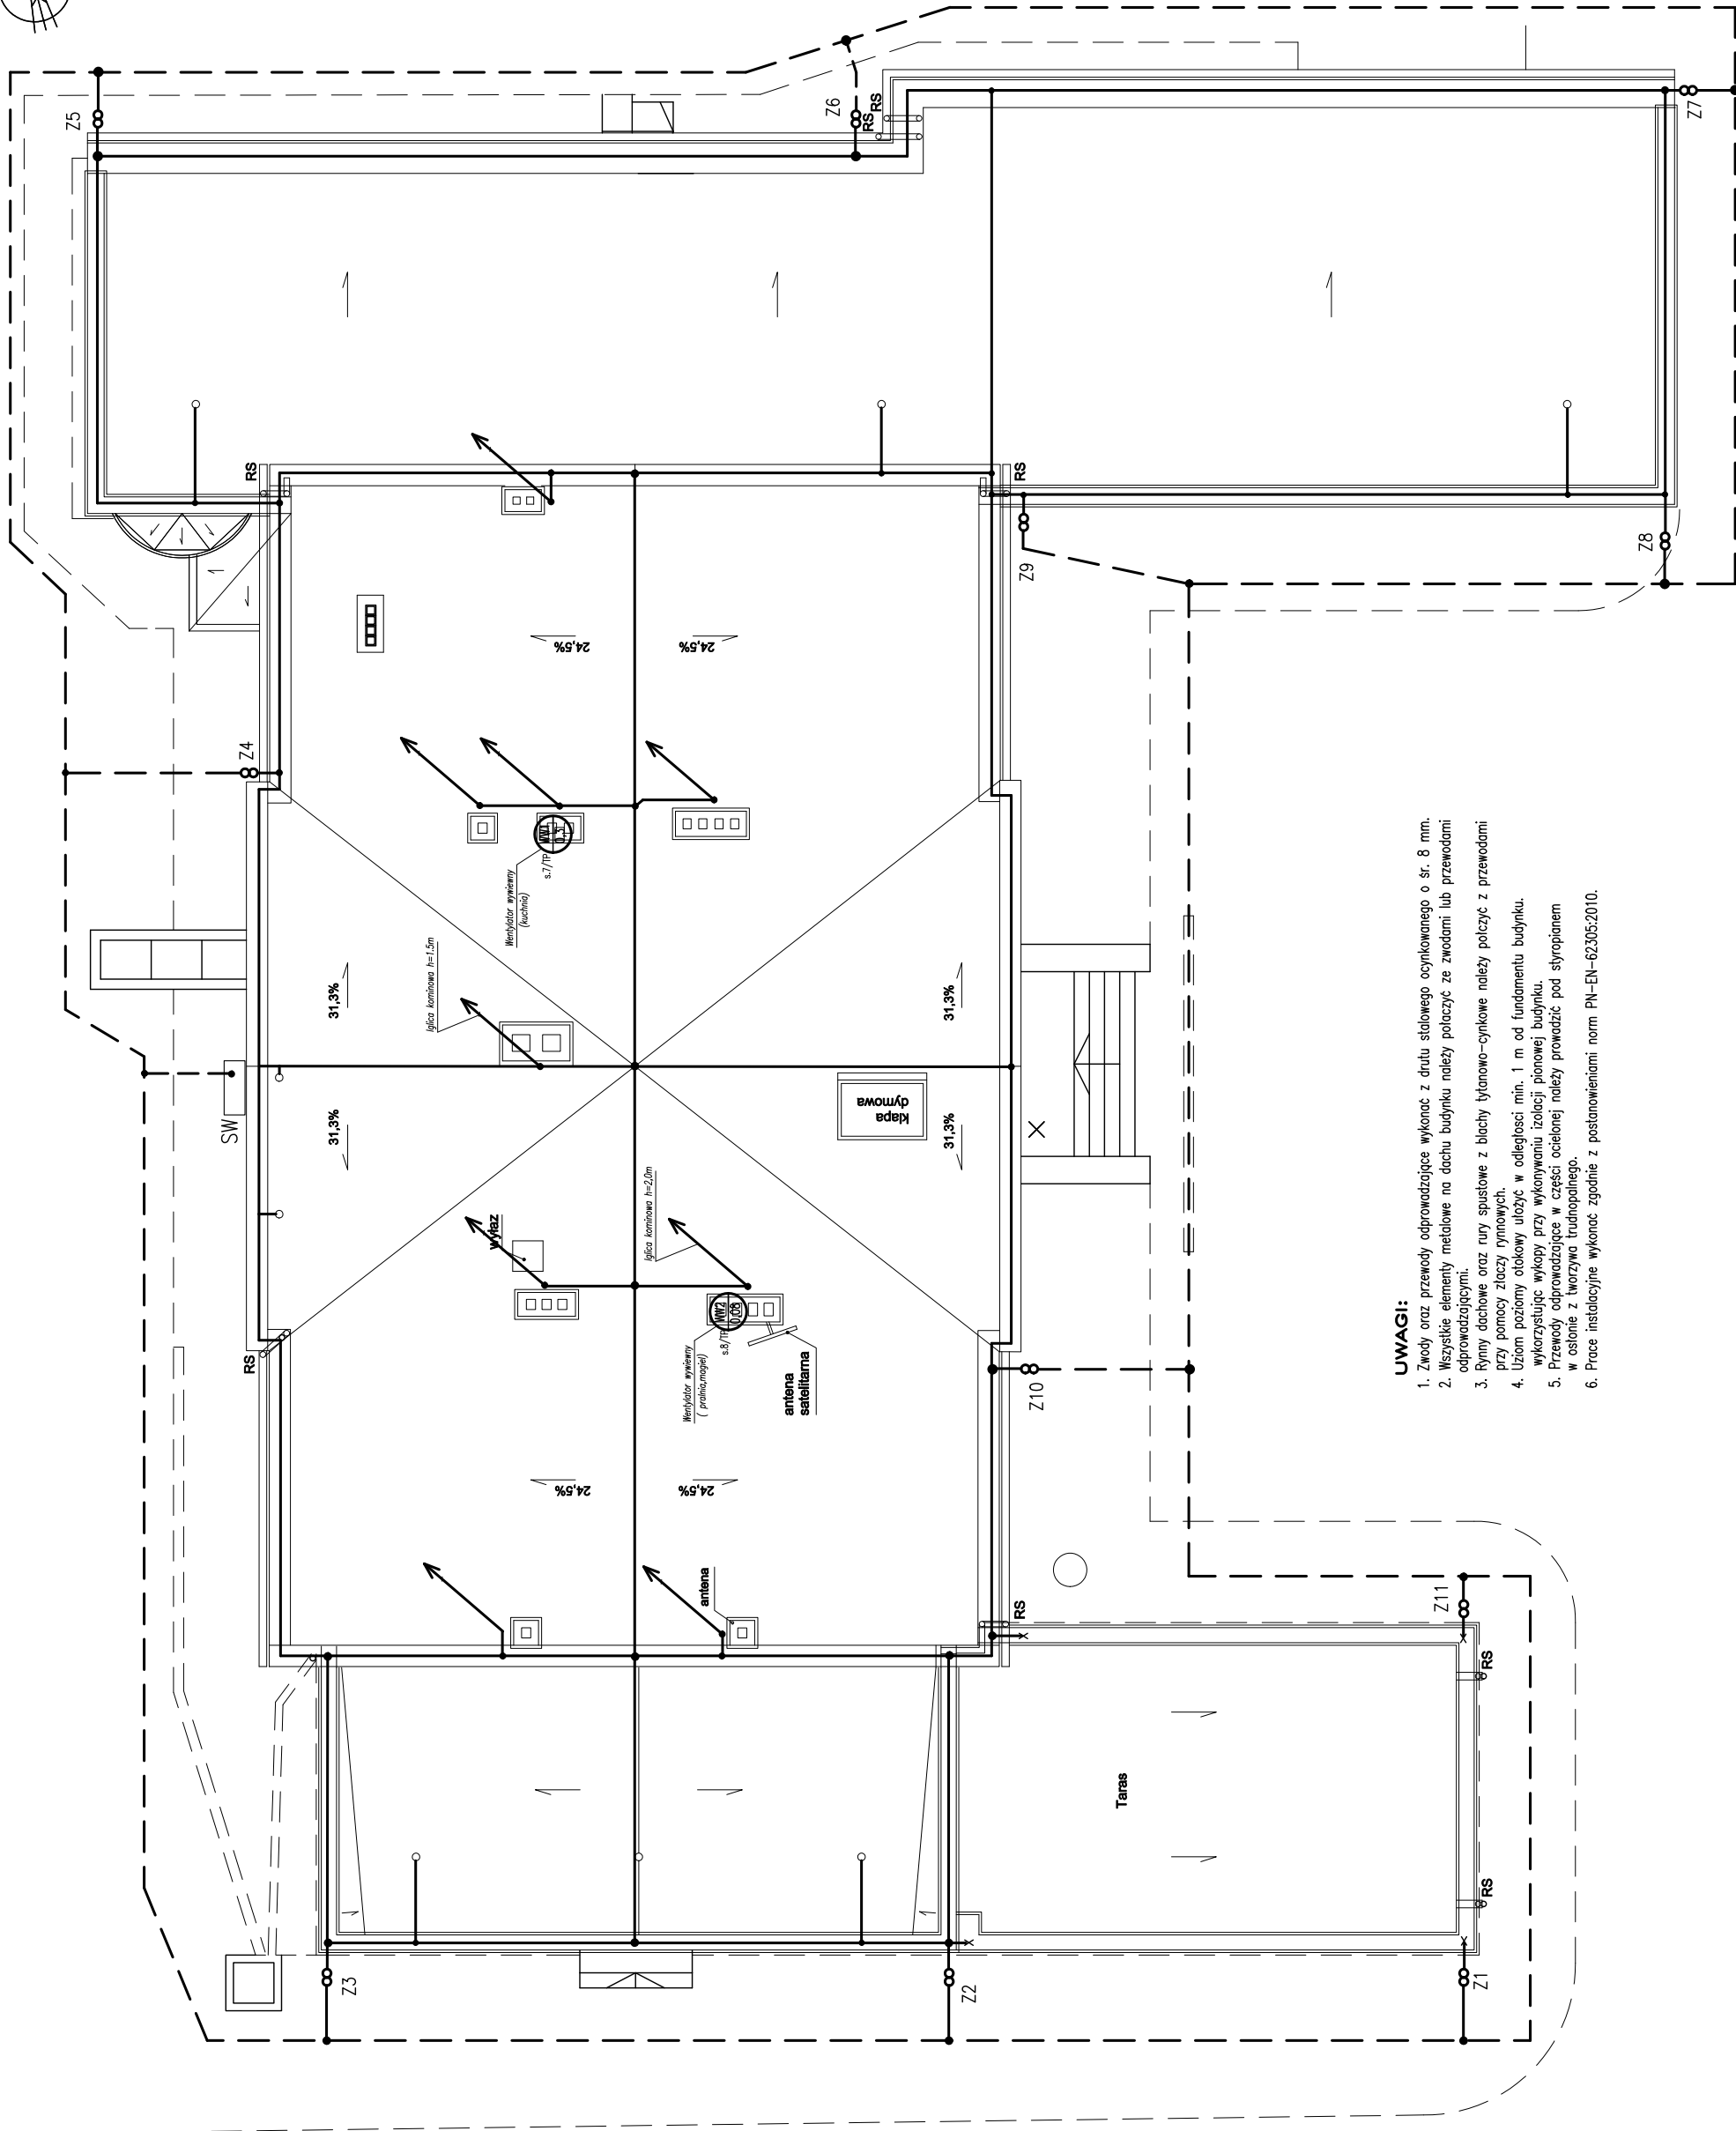 Z5
Z6
RS
RS
Z7
RS
RS
Z9
Z8
24,5%
24,5%
Z4
WW1
0,3
s.7/TP
Wentylator wywiewny
(kuchnia)
Iglica kominowa h=1.5m
31,3%
31,3%
SW
31,3%
31,3%
klapa
dymowa
wyłaz
Iglica kominowa h=2,0m
WW2
0,08
s.8/TP
Wentylator wywiewny
( pralnia,magiel)
antena
satelitarna
RS
Z10
24,5%
24,5%
antena
RS
Z11
RS
Taras
RS
Z3
Z2
Z1
UWAGI:
1. Zwody oraz przewody odprowadzające wykonać z drutu stalowego ocynkowanego o śr. 8 mm.
2. Wszystkie elementy metalowe na dachu budynku należy połaczyć ze zwodami lub przewodami
odprowadzającymi.
3. Rynny dachowe oraz rury spustowe z blachy tytanowo-cynkowe należy połczyć z przewodami
przy pomocy złaczy rynnowych.
4. Uziom poziomy otokowy ułożyć w odległości min. 1 m od fundamentu budynku.
wykorzystując wykopy przy wykonywaniu izolacji pionowej budynku.
5. Przewody odprowadzające w części ocielonej należy prowadzić pod styropianem
w osłonie z tworzywa trudnopalnego.
6. Prace instalacyjne wykonać zgodnie z postanowieniami norm PN-EN-62305:2010.